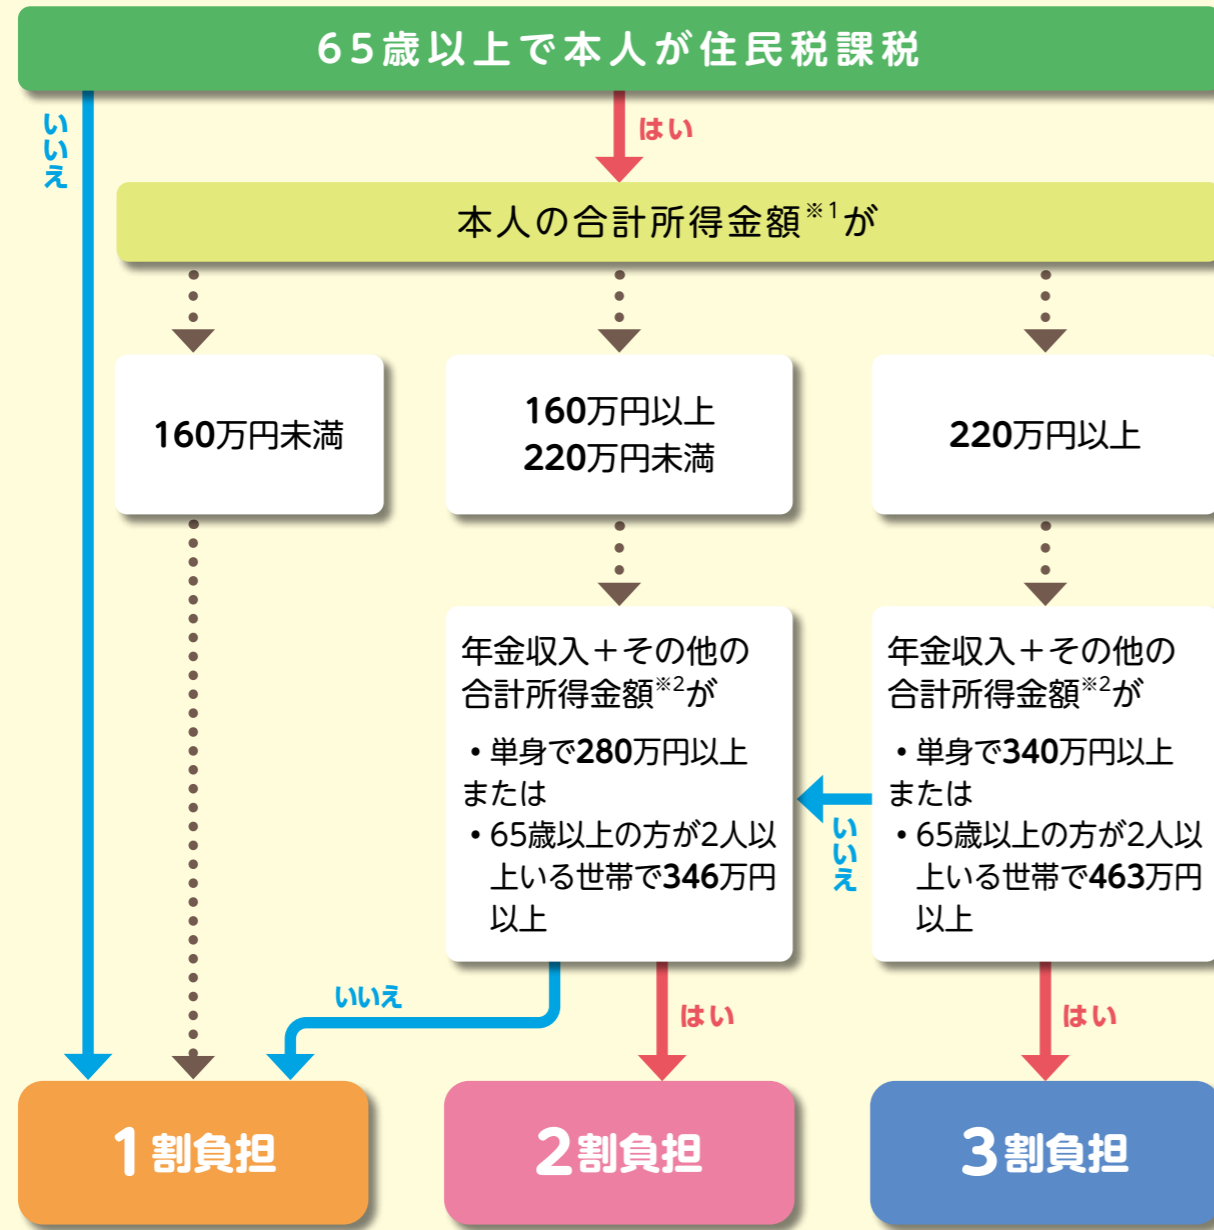 65歳以上で本人が住民税課税
いいえ
はい
本人の合計所得金額※1が
160万円未満
160万円以上
220万円未満
220万円以上
年金収入＋その他の
合計所得金額※2が
・単身で280万円以上
または
・65歳以上の方が2人以
上いる世帯で346万円
以上
いいえ
年金収入＋その他の
合計所得金額※2が
・単身で340万円以上
または
・65歳以上の方が2人以
上いる世帯で463万円
以上
いいえ
はい
はい
1割負担
2割負担
3割負担